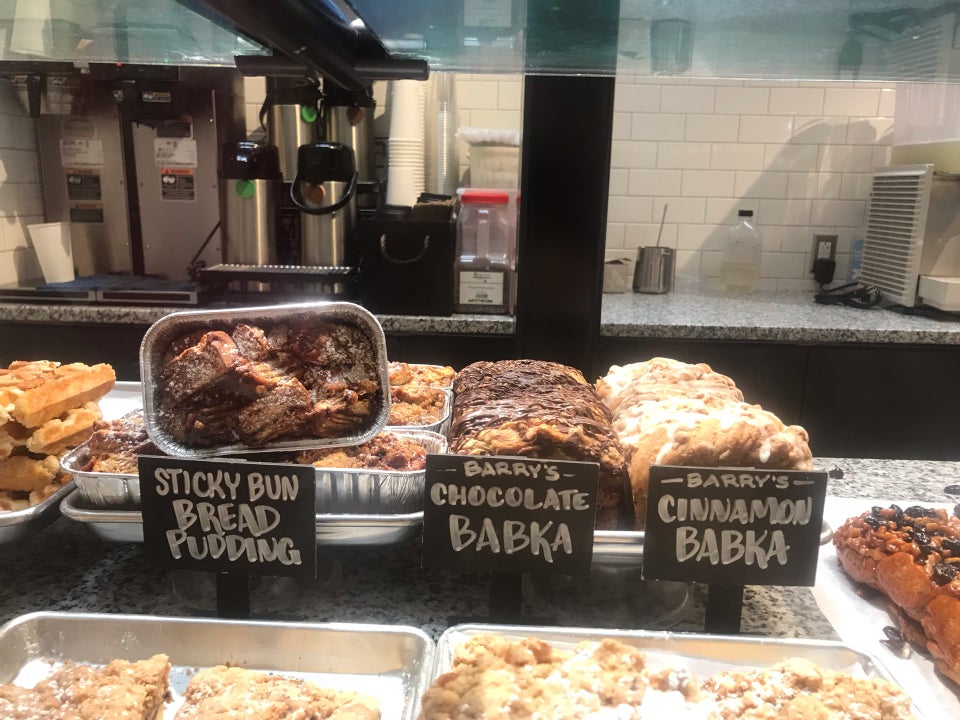 STICKY BUN
BREAD
PUDDING
BARRY'S
CHOCOLATE
BABKA
BARRY'S
CINNAMON
BABKA